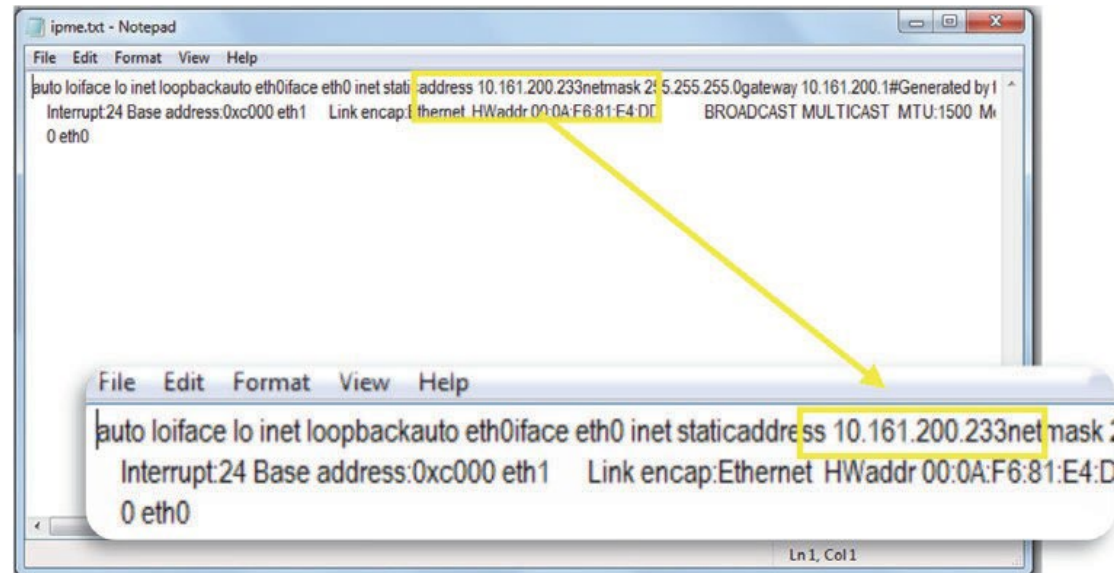 ipme.txt - Notepad
File Edit Format View Help
auto loiface lo inet loopbackauto eth0iface eth0 inet staticaddress 10.161.200.233netmask 255.255.255.0gateway 10.161.200.1#Generated by
Interrupt:24 Base address:0xc000 eth1 Link encap:Ethernet HWaddr 00:0A:F6:81:E4:DD BROADCAST MULTICAST MTU:1500
0 eth0
File Edit Format View Help
auto loiface lo inet loopbackauto eth0iface eth0 inet staticaddress 10.161.200.233netmask 2
Interrupt:24 Base address:0xc000 eth1 Link encap:Ethernet HWaddr 00:0A:F6:81:E4:D
0 eth0
Ln 1, Col 1